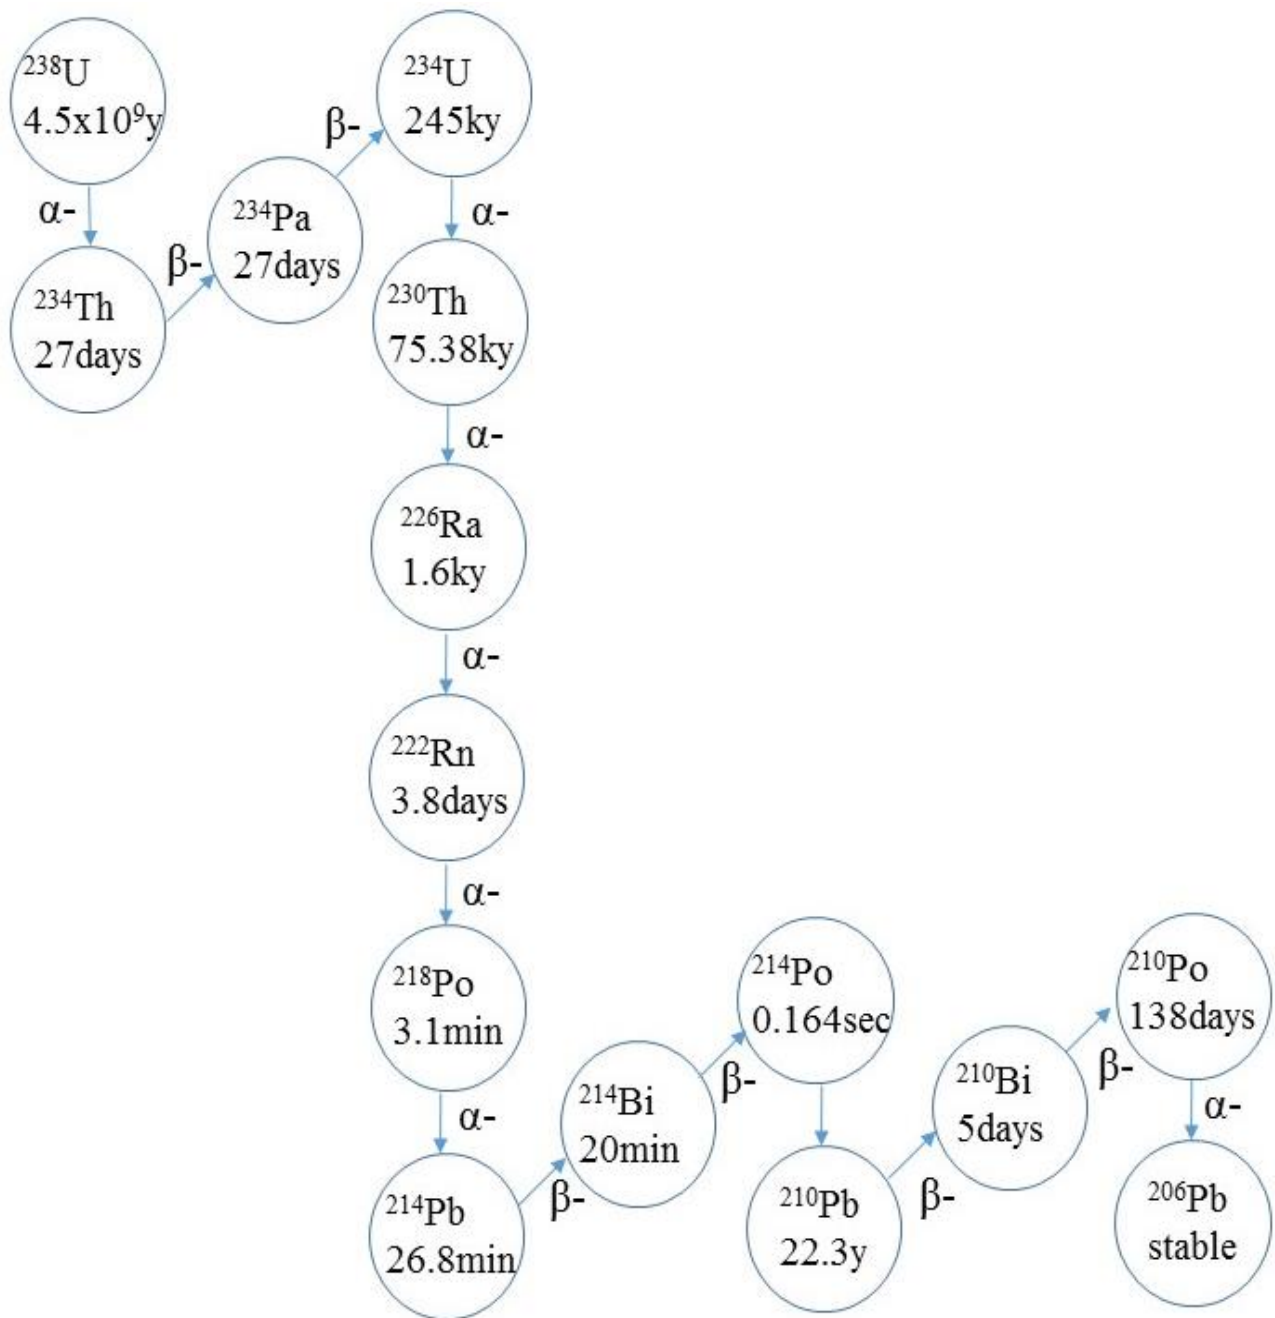 ²³⁸U
4.5x10⁹y
α-
²³⁴Th
27days
β-
²³⁴Pa
27days
β-
²³⁴U
245ky
α-
²³⁰Th
75.38ky
α-
²²⁶Ra
1.6ky
α-
²²²Rn
3.8days
α-
²¹⁸Po
3.1min
α-
²¹⁴Pb
26.8min
β-
²¹⁴Bi
20min
β-
²¹⁴Po
0.164sec
²¹⁰Pb
22.3y
β-
²¹⁰Bi
5days
β-
²¹⁰Po
138days
α-
²⁰⁶Pb
stable